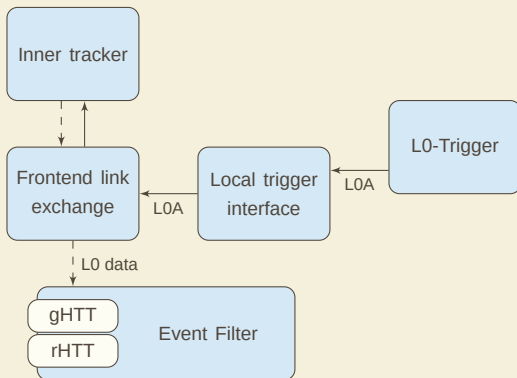 Inner tracker
L0-Trigger
Frontend link
exchange
L0A
Local trigger
interface
L0A
L0 data
gHTT
rHTT
Event Filter